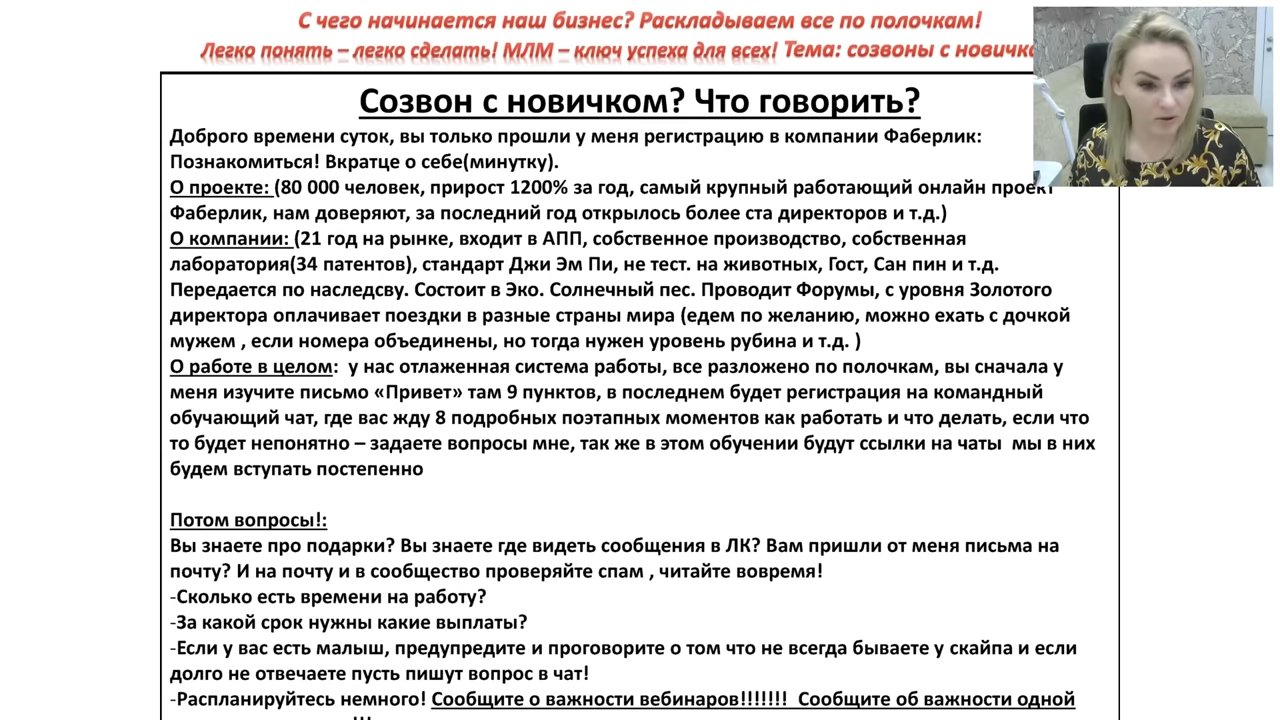 С чего начинается наш бизнес? Раскладываем все по полочкам!
Легко понять – легко сделать! МЛМ – ключ успеха для всех! Тема: созвоны с новичка
Созвон с новичком? Что говорить?
Доброго времени суток, вы только прошли у меня регистрацию в компании Фаберлик:
Познакомиться! Вкратце о себе(минутку).
О проекте: (80 000 человек, прирост 1200% за год, самый крупный работающий онлайн проект
Фаберлик, нам доверяют, за последний год открылось более ста директоров и т.д.)
О компании: (21 год на рынке, входит в АПП, собственное производство, собственная
лаборатория(34 патентов), стандарт Джи Эм Пи, не тест. на животных, Гост, Сан пин и т.д.
Передается по наследсву. Состоит в Эко. Солнечный пес. Проводит Форумы, с уровня Золотого
директора оплачивает поездки в разные страны мира (едем по желанию, можно ехать с дочкой
мужем , если номера объединены, но тогда нужен уровень рубина и т.д. )
О работе в целом:  у нас отлаженная система работы, все разложено по полочкам, вы сначала у
меня изучите письмо «Привет» там 9 пунктов, в последнем будет регистрация на командный
обучающий чат, где вас жду 8 подробных поэтапных моментов как работать и что делать, если что
то будет непонятно – задаете вопросы мне, так же в этом обучении будут ссылки на чаты  мы в них
будем вступать постепенно
Потом вопросы!:
Вы знаете про подарки? Вы знаете где видеть сообщения в ЛК? Вам пришли от меня письма на
почту? И на почту и в сообщество проверяйте спам , читайте вовремя!
-Сколько есть времени на работу?
-За какой срок нужны какие выплаты?
-Если у вас есть малыш, предупредите и проговорите о том что не всегда бываете у скайпа и если
долго не отвечаете пусть пишут вопрос в чат!
-Распланируйтесь немного! Сообщите о важности вебинаров!!!!!!!  Сообщите об важности одной